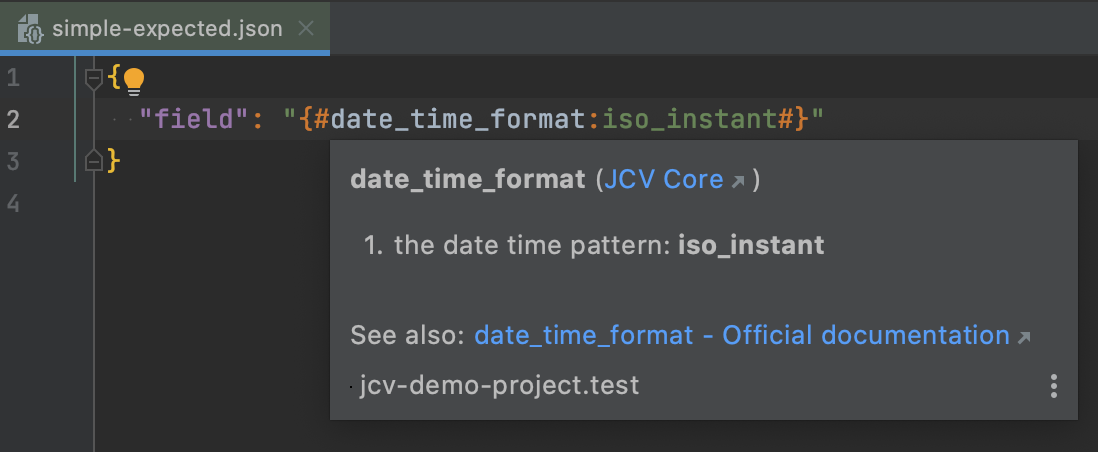 simple-expected.json
1 {
2 "field": "{#date_time_format:iso_instant#}"
3 }
4
date_time_format (JCV Core ↗ )
1. the date time pattern: iso_instant
See also: date_time_format - Official documentation ↗
jcv-demo-project.test